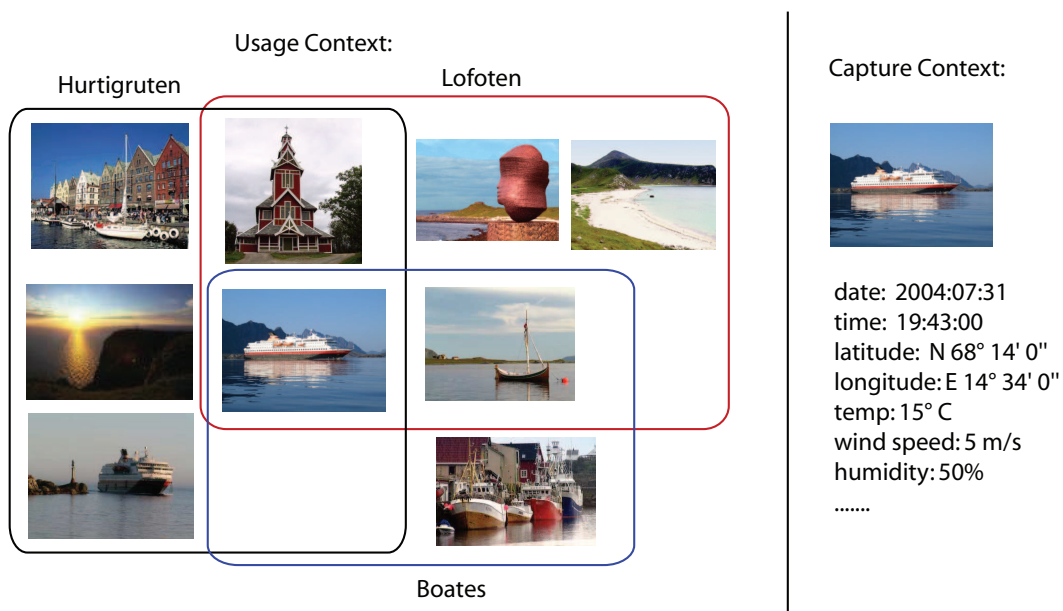 Usage Context:
Hurtigruten
Lofoten
Boates
Capture Context:
date: 2004:07:31
time: 19:43:00
latitude: N 68° 14' 0"
longitude: E 14° 34' 0"
temp: 15° C
wind speed: 5 m/s
humidity: 50%
.......